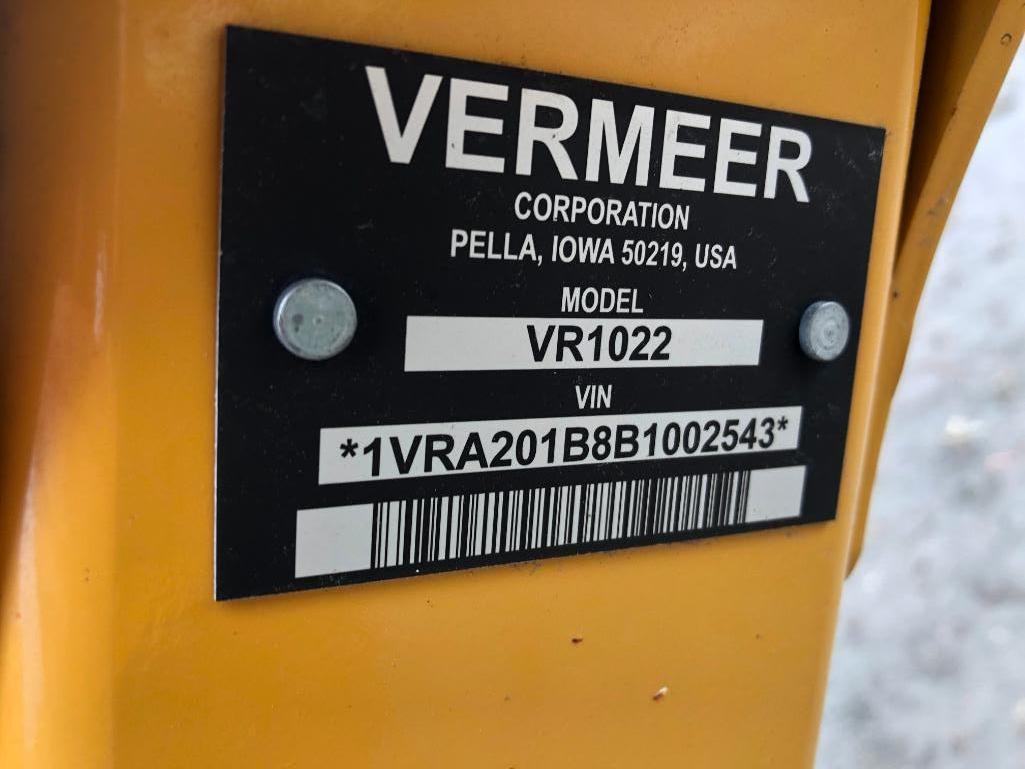 VERMEER
CORPORATION
PELLA, IOWA 50219, USA
MODEL
VR1022
VIN
*1VRA201B8B1002543*